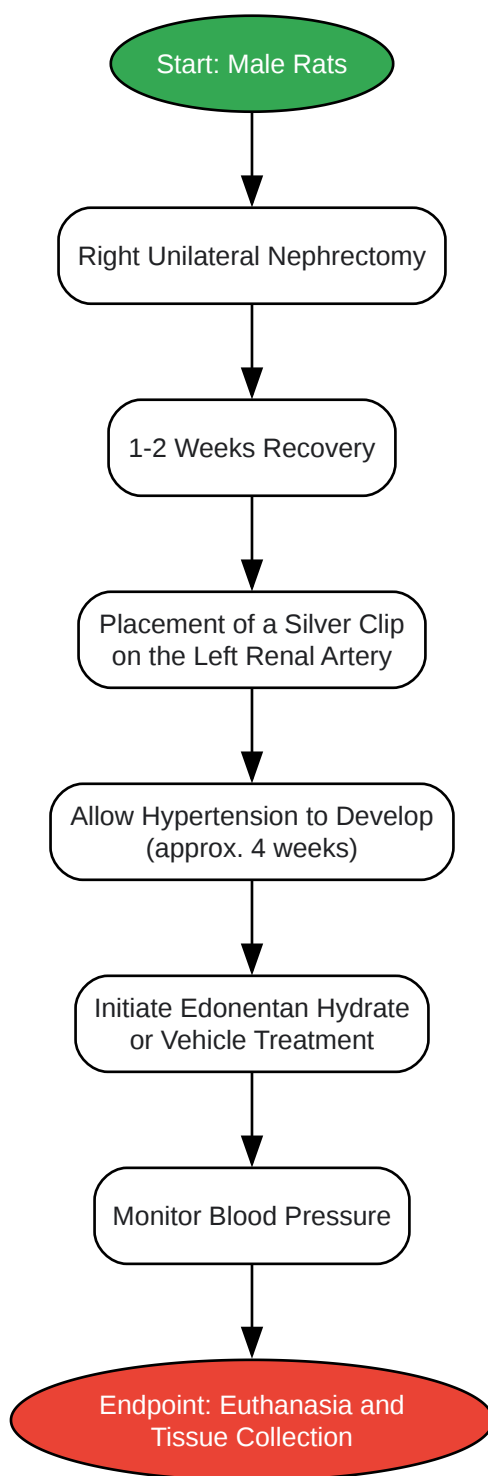 Start: Male Rats
Right Unilateral Nephrectomy
1-2 Weeks Recovery
Placement of a Silver Clip
on the Left Renal Artery
Allow Hypertension to Develop
(approx. 4 weeks)
Initiate Edonentan Hydrate
or Vehicle Treatment
Monitor Blood Pressure
Endpoint: Euthanasia and
Tissue Collection